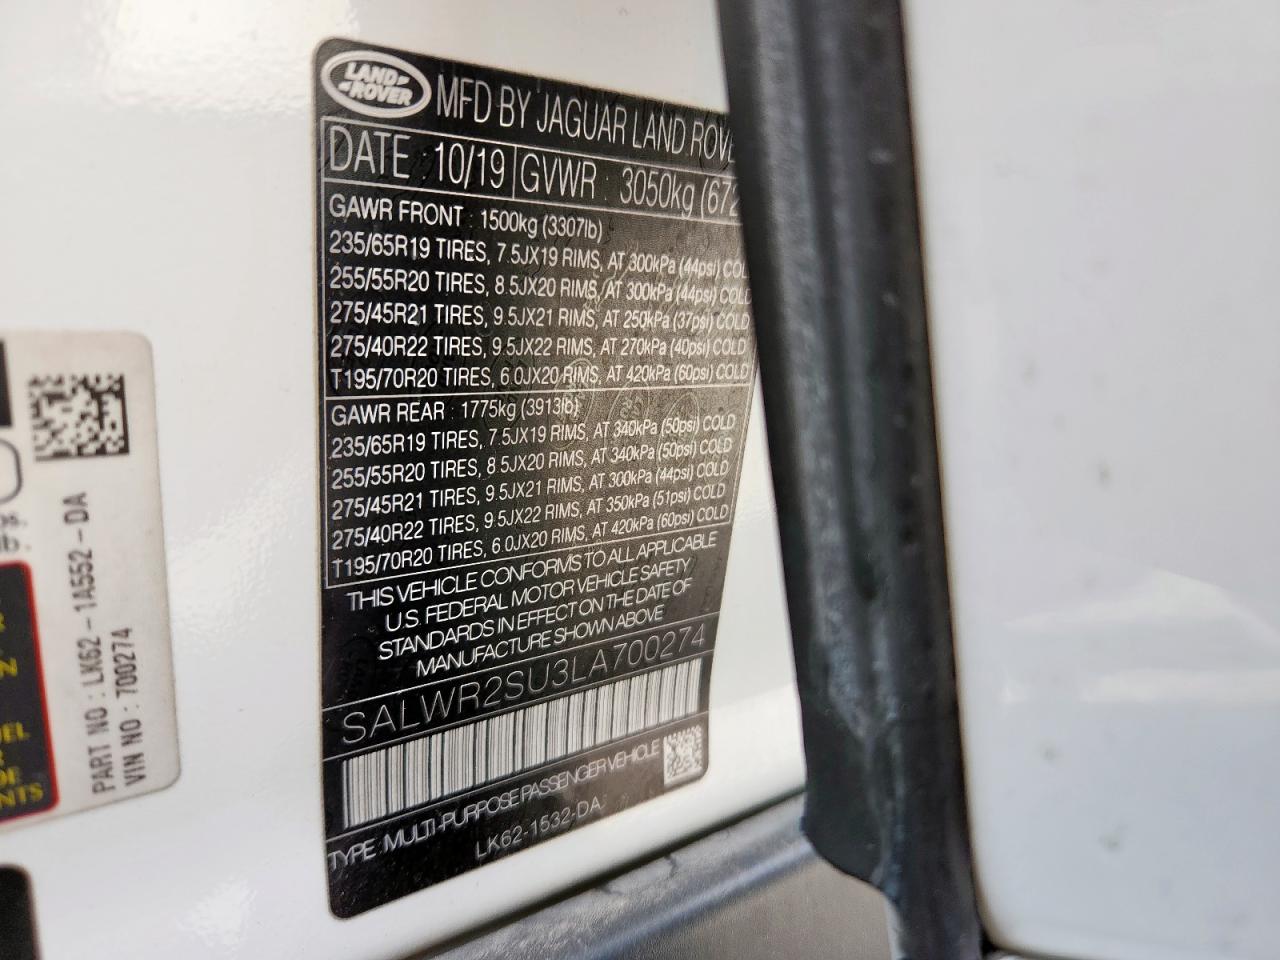 LAND ROVER
MFD BY JAGUAR LAND ROVE
DATE : 10/19 GVWR : 3050kg (672
GAWR FRONT : 1500kg (3307lb)
235/65R19 TIRES, 7.5JX19 RIMS, AT 300kPa (44psi) COL
255/55R20 TIRES, 8.5JX20 RIMS, AT 300kPa (44psi) COLD
275/45R21 TIRES, 9.5JX21 RIMS, AT 250kPa (37psi) COLD
275/40R22 TIRES, 9.5JX22 RIMS, AT 270kPa (40psi) COLD
T195/70R20 TIRES, 6.0JX20 RIMS, AT 420kPa (60psi) COLD
GAWR REAR : 1775kg (3913lb)
235/65R19 TIRES, 7.5JX19 RIMS, AT 340kPa (50psi) COLD
255/55R20 TIRES, 8.5JX20 RIMS, AT 340kPa (50psi) COLD
275/45R21 TIRES, 9.5JX21 RIMS, AT 300kPa (44psi) COLD
275/40R22 TIRES, 9.5JX22 RIMS, AT 350kPa (51psi) COLD
T195/70R20 TIRES, 6.0JX20 RIMS, AT 420kPa (60psi) COLD
THIS VEHICLE CONFORMS TO ALL APPLICABLE
U.S. FEDERAL MOTOR VEHICLE SAFETY
STANDARDS IN EFFECT ON THE DATE OF
MANUFACTURE SHOWN ABOVE
SALWR2SU3LA700274
TYPE : MULTI-PURPOSE PASSENGER VEHICLE
LK62-1532-DA
PART NO : LK62 - 1A552 - DA
VIN NO : 700274
lb.
NTS